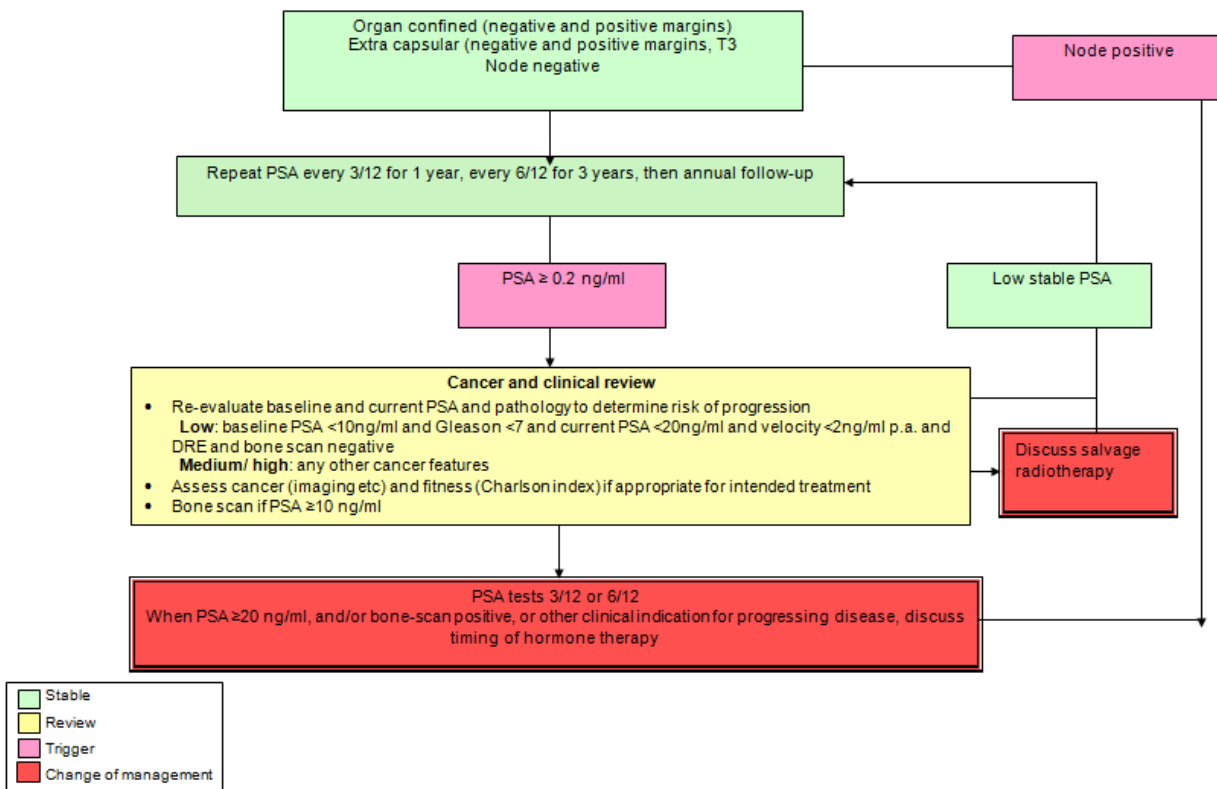 Organ confined (negative and positive margins)
Extra capsular (negative and positive margins, T3
Node negative
Node positive
Repeat PSA every 3/12 for 1 year, every 6/12 for 3 years, then annual follow-up
PSA ≥ 0.2 ng/ml
Low stable PSA
Cancer and clinical review
• Re-evaluate baseline and current PSA and pathology to determine risk of progression
Low: baseline PSA <10ng/ml and Gleason <7 and current PSA <20ng/ml and velocity <2ng/ml p.a. and
DRE and bone scan negative
Medium/ high: any other cancer features
• Assess cancer (imaging etc) and fitness (Charlson index) if appropriate for intended treatment
• Bone scan if PSA ≥10 ng/ml
Discuss salvage
radiotherapy
PSA tests 3/12 or 6/12
When PSA ≥20 ng/ml, and/or bone-scan positive, or other clinical indication for progressing disease, discuss
timing of hormone therapy
Stable
Review
Trigger
Change of management